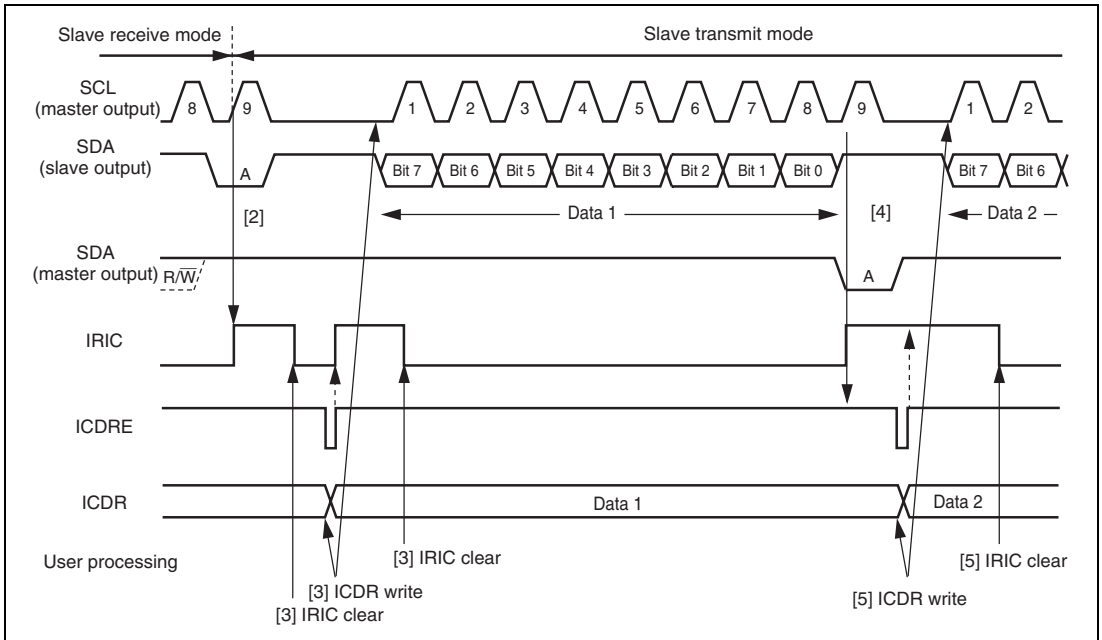 Slave receive mode
Slave transmit mode
SCL
(master output)
8
9
1
2
3
4
5
6
7
8
9
1
2
SDA
(slave output)
A
Bit 7
Bit 6
Bit 5
Bit 4
Bit 3
Bit 2
Bit 1
Bit 0
Bit 7
Bit 6
[2]
Data 1
[4]
Data 2
SDA
(master output)
R/W̅
A
IRIC
ICDRE
ICDR
Data 1
Data 2
User processing
[3] IRIC clear
[5] IRIC clear
[3] ICDR write
[5] ICDR write
[3] IRIC clear